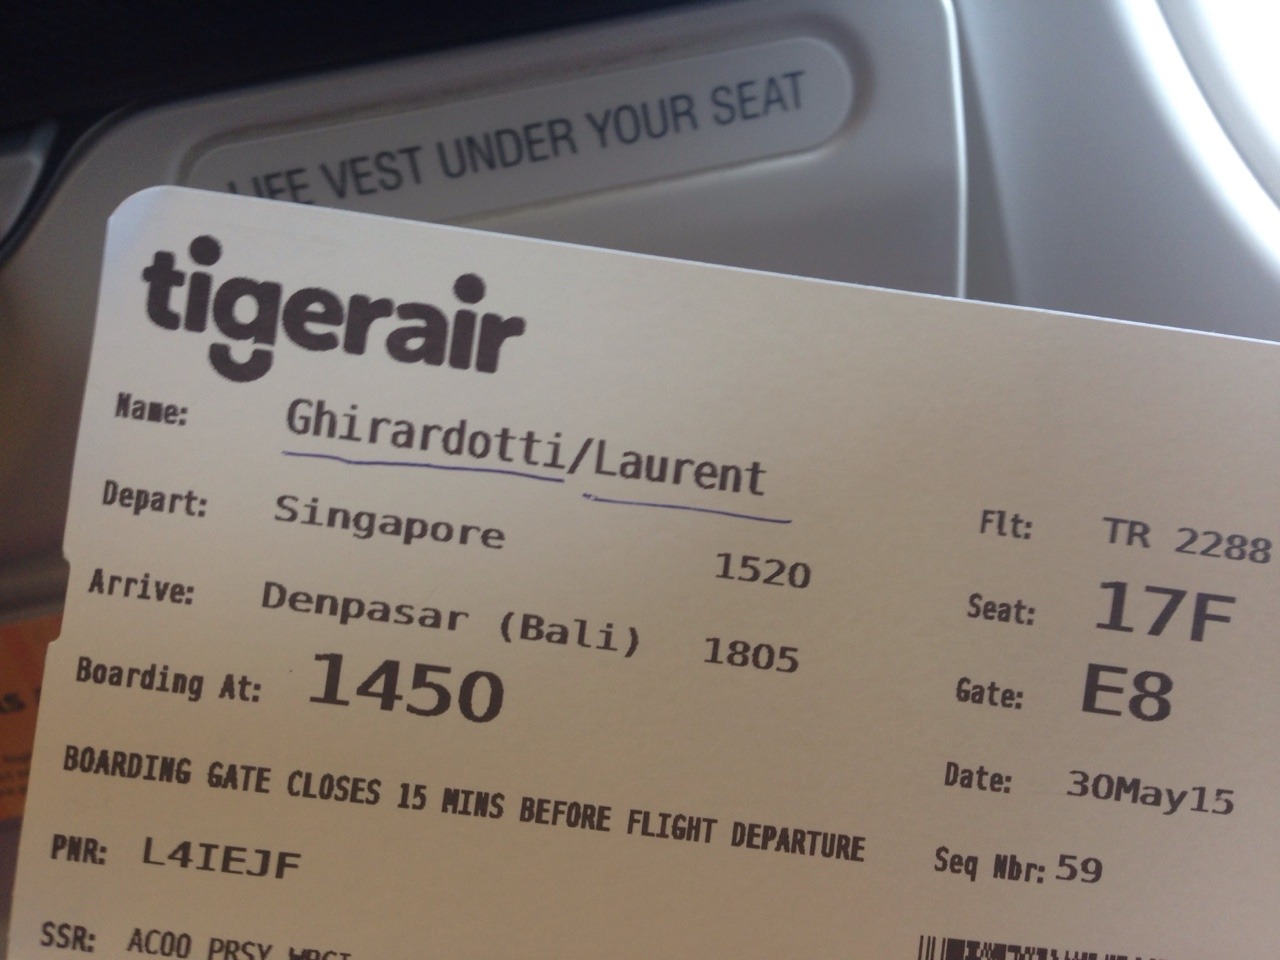 LIFE VEST UNDER YOUR SEAT
tigerair
Name: Ghirardotti/Laurent
Depart: Singapore 1520
Arrive: Denpasar (Bali) 1805
Boarding At: 1450
BOARDING GATE CLOSES 15 MINS BEFORE FLIGHT DEPARTURE
PNR: L4IEJF
SSR: AC00 PRSY
Flt: TR 2288
Seat: 17F
Gate: E8
Date: 30May15
Seq Nbr: 59